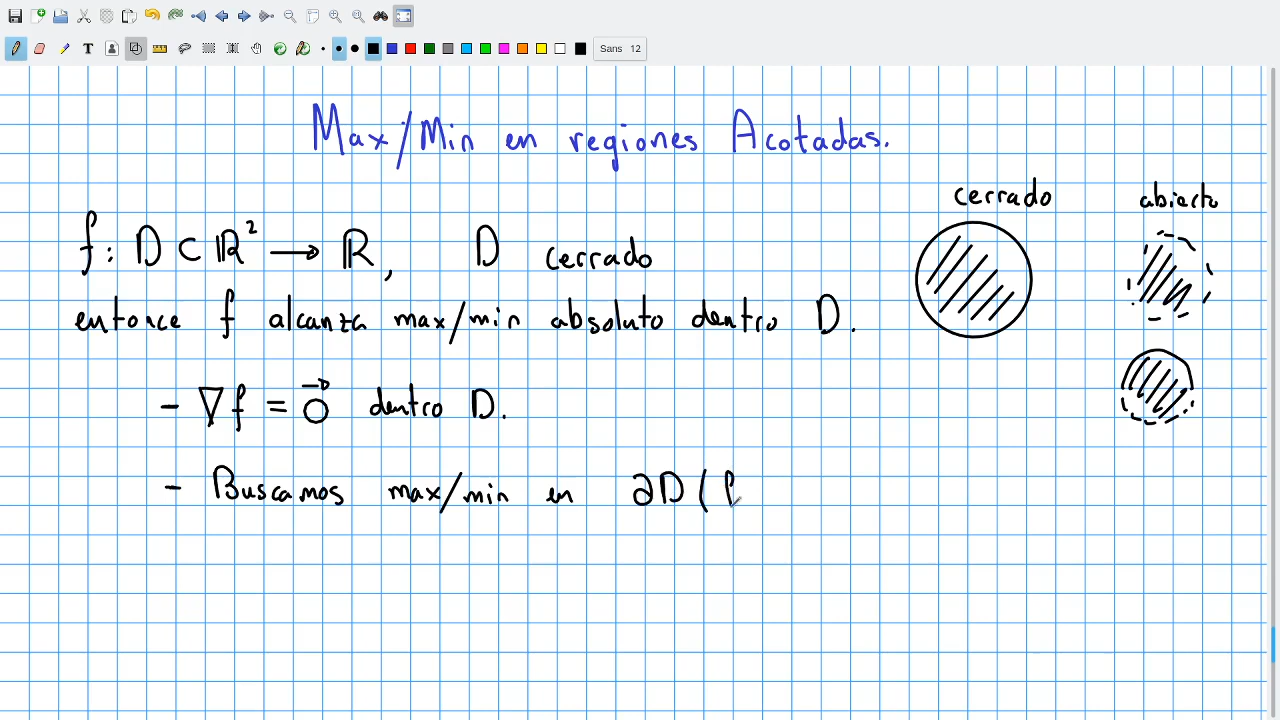 Sans 12
Max/Min en regiones Acotadas.
cerrado
abierto
f: D ⊂ ℝ² ⟶ ℝ, D cerrado
entonce f alcanza max/min absoluto dentro D.
- ∇f = 0⃗ dentro D.
- Buscamos max/min en ∂D (